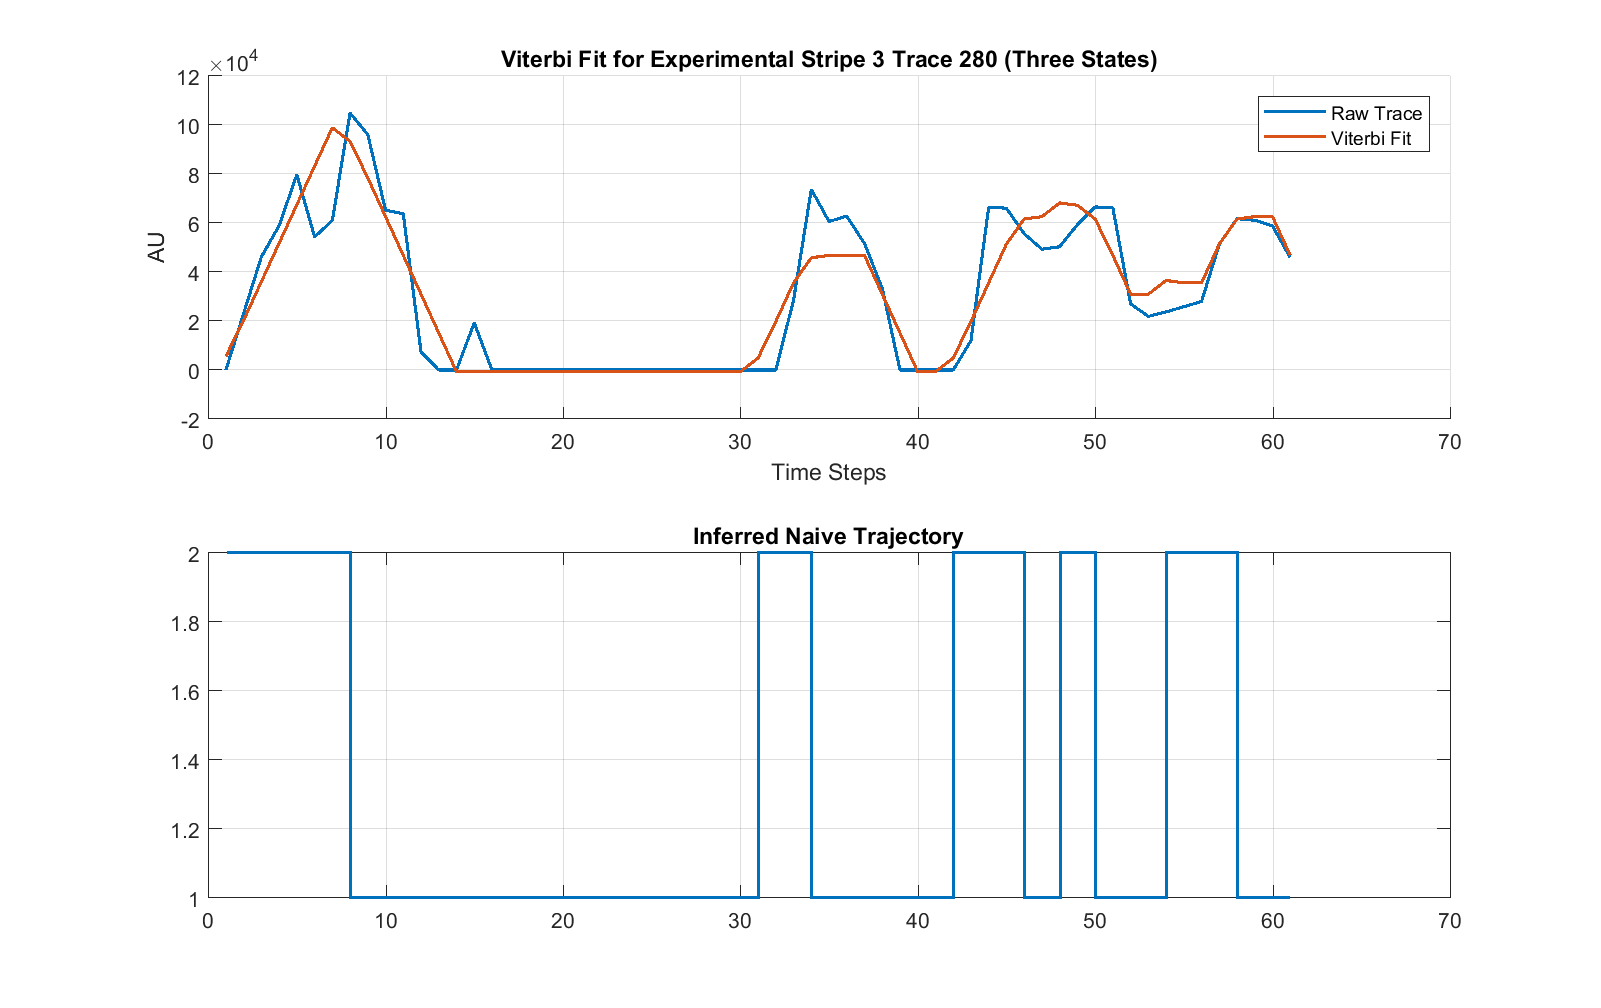 Viterbi Fit for Experimental Stripe 3 Trace 280 (Three States)
×10^4
12
10
8
6
4
2
0
-2
AU
Raw Trace
Viterbi Fit
0 10 20 30 40 50 60 70
Time Steps
Inferred Naive Trajectory
2
1.8
1.6
1.4
1.2
1
0 10 20 30 40 50 60 70